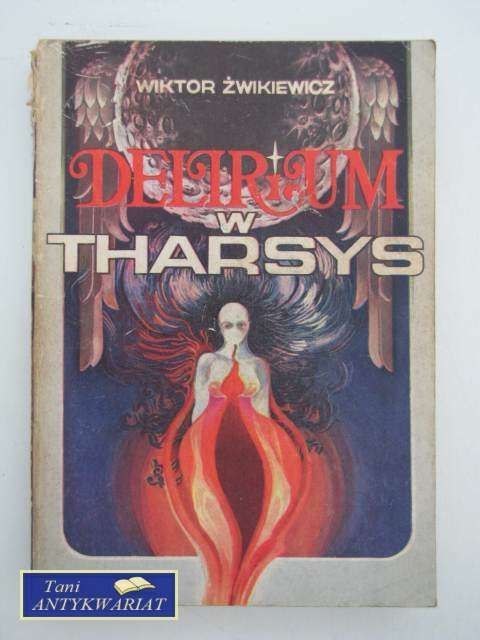 WIKTOR ŻWIKIEWICZ
DELIRIUM
W
THARSYS
Tani
ANTYKWARIAT